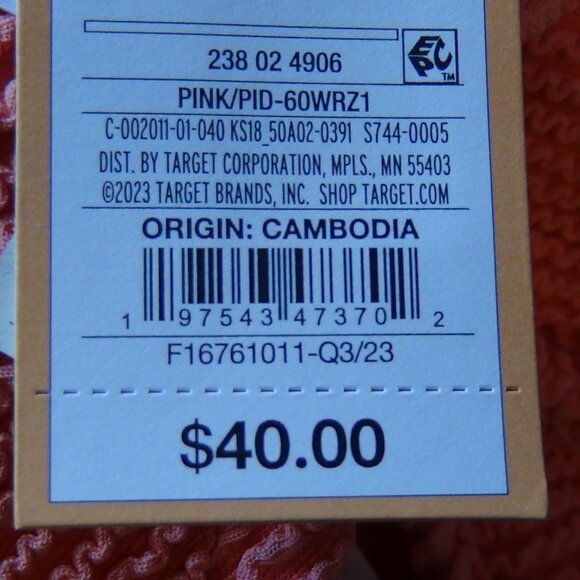 238 02 4906
EPC TM
PINK/PID-60WRZ1
C-002011-01-040 KS18_50A02-0391 S744-0005
DIST. BY TARGET CORPORATION, MPLS., MN 55403
©2023 TARGET BRANDS, INC. SHOP TARGET.COM
ORIGIN: CAMBODIA
1 97543 47370 2
F16761011-Q3/23
$40.00